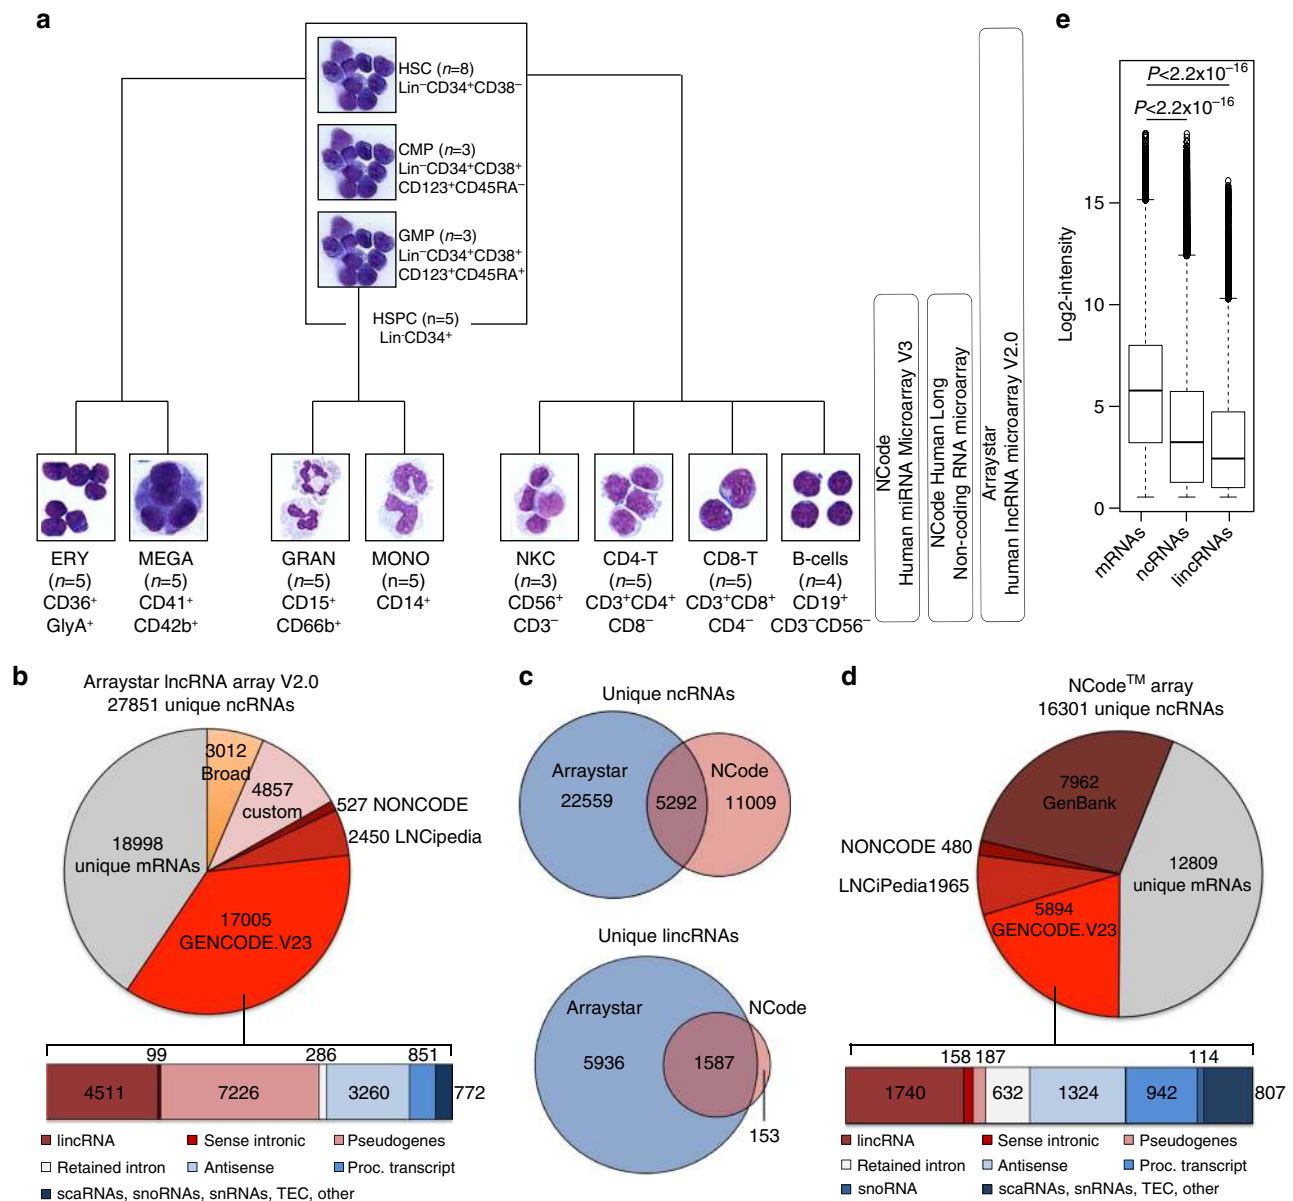 a
HSC (n=8)
Lin⁻CD34⁺CD38⁻
CMP (n=3)
Lin⁻CD34⁺CD38⁺
CD123⁺CD45RA⁻
GMP (n=3)
Lin⁻CD34⁺CD38⁺
CD123⁺CD45RA⁺
HSPC (n=5)
Lin⁻CD34⁺
ERY
(n=5)
CD36⁺
GlyA⁺
MEGA
(n=5)
CD41⁺
CD42b⁺
GRAN
(n=5)
CD15⁺
CD66b⁺
MONO
(n=5)
CD14⁺
NKC
(n=3)
CD56⁺
CD3⁻
CD4-T
(n=5)
CD3⁺CD4⁺
CD8⁻
CD8-T
(n=5)
CD3⁺CD8⁺
CD4⁻
B-cells
(n=4)
CD19⁺
CD3⁻CD56⁻
NCode
Human miRNA Microarray V3
NCode Human Long
Non-coding RNA microarray
Arraystar
human lncRNA microarray V2.0
e
P<2.2x10⁻¹⁶
P<2.2x10⁻¹⁶
Log2-intensity
15
10
5
0
mRNAs
ncRNAs
lincRNAs
b
Arraystar lncRNA array V2.0
27851 unique ncRNAs
3012
Broad
4857
custom
527 NONCODE
2450 LNCipedia
18998
unique mRNAs
17005
GENCODE.V23
99
286
851
4511
7226
3260
772
lincRNA
Sense intronic
Pseudogenes
Retained intron
Antisense
Proc. transcript
scaRNAs, snoRNAs, snRNAs, TEC, other
c
Unique ncRNAs
Arraystar
22559
5292
NCode
11009
Unique lincRNAs
Arraystar
NCode
5936
1587
153
d
NCode™ array
16301 unique ncRNAs
7962
GenBank
NONCODE 480
12809
unique mRNAs
LNCiPedia1965
5894
GENCODE.V23
158 187
114
1740
632
1324
942
807
lincRNA
Sense intronic
Pseudogenes
Retained intron
Antisense
Proc. transcript
snoRNA
scaRNAs, snRNAs, TEC, other